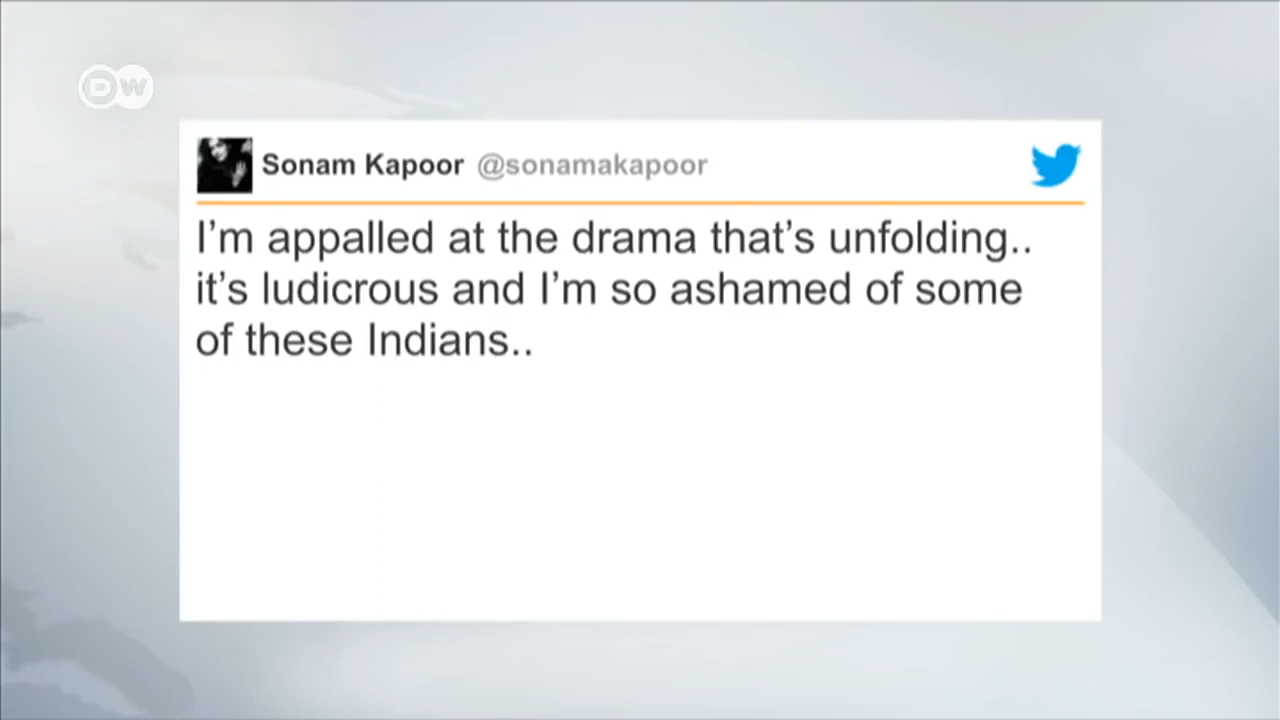 DW
Sonam Kapoor @sonamakapoor
I'm appalled at the drama that's unfolding..
it's ludicrous and I'm so ashamed of some
of these Indians..